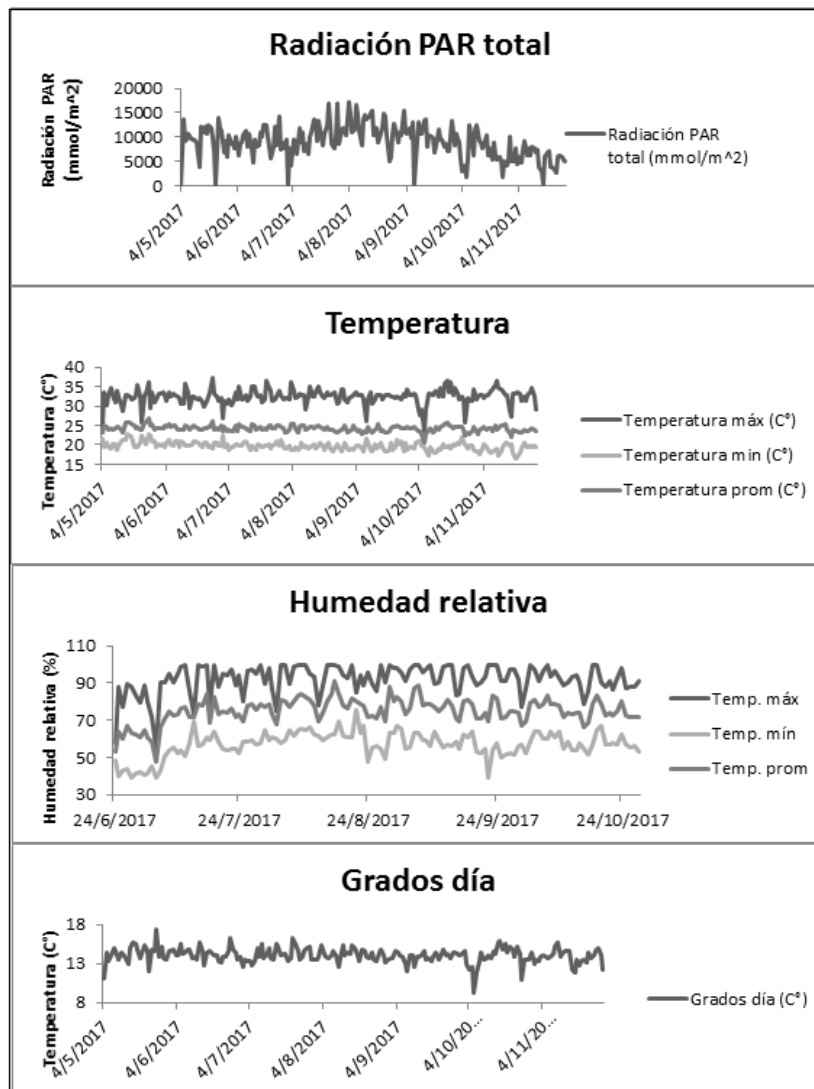 Radiación PAR total
Radiación PAR
(mmol/m^2)
20000
15000
10000
5000
0
4/5/2017
4/6/2017
4/7/2017
4/8/2017
4/9/2017
4/10/2017
4/11/2017
Radiación PAR
total (mmol/m^2)
Temperatura
Temperatura (C°)
40
35
30
25
20
15
4/5/2017
4/6/2017
4/7/2017
4/8/2017
4/9/2017
4/10/2017
4/11/2017
Temperatura máx (C°)
Temperatura min (C°)
Temperatura prom (C°)
Humedad relativa
Humedad relativa (%)
110
90
70
50
30
24/6/2017
24/7/2017
24/8/2017
24/9/2017
24/10/2017
Temp. máx
Temp. mín
Temp. prom
Grados día
Temperatura (C°)
18
13
8
4/5/2017
4/6/2017
4/7/2017
4/8/2017
4/9/2017
4/10/20...
4/11/20...
Grados día (C°)